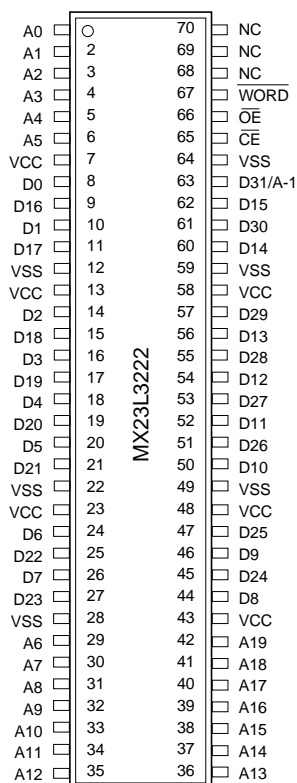 A0 70 NC
A1 2 69 NC
A2 3 68 NC
A3 4 67 WORD
A4 5 66 OE
A5 6 65 CE
VCC 7 64 VSS
D0 8 63 D31/A-1
D16 9 62 D15
D1 10 61 D30
D17 11 60 D14
VSS 12 59 VSS
VCC 13 58 VCC
D2 14 57 D29
D18 15 56 D13
D3 16 55 D28
D19 17 54 D12
D4 18 53 D27
D20 19 52 D11
D5 20 51 D26
D21 21 50 D10
VSS 22 49 VSS
VCC 23 48 VCC
D6 24 47 D25
D22 25 46 D9
D7 26 45 D24
D23 27 44 D8
VSS 28 43 VCC
A6 29 42 A19
A7 30 41 A18
A8 31 40 A17
A9 32 39 A16
A10 33 38 A15
A11 34 37 A14
A12 35 36 A13
MX23L3222